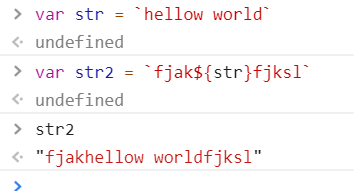 > var str = `hellow world`
< undefined
> var str2 = `fjak${str}fjksl`
< undefined
> str2
< "fjakhellow worldfjksl"
>